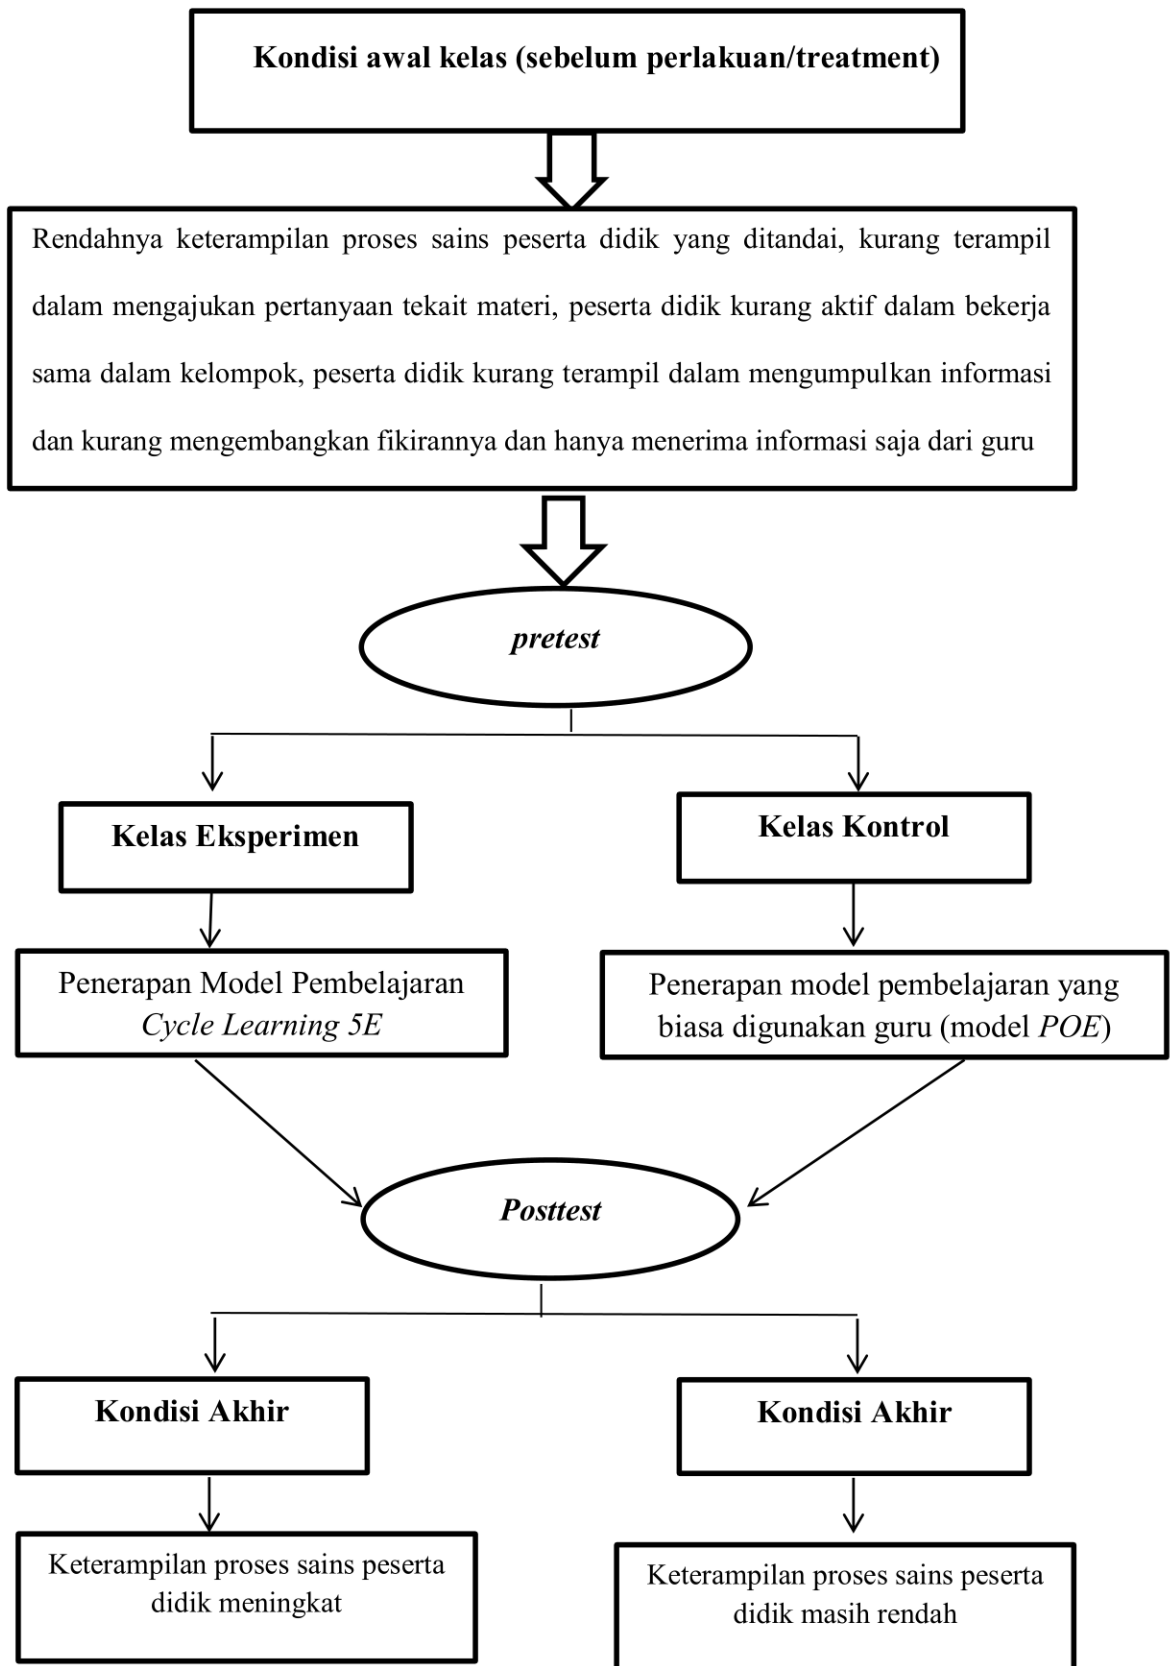 Kondisi awal kelas (sebelum perlakuan/treatment)
Rendahnya keterampilan proses sains peserta didik yang ditandai, kurang terampil
dalam mengajukan pertanyaan tekait materi, peserta didik kurang aktif dalam bekerja
sama dalam kelompok, peserta didik kurang terampil dalam mengumpulkan informasi
dan kurang mengembangkan fikirannya dan hanya menerima informasi saja dari guru
pretest
Kelas Eksperimen
Kelas Kontrol
Penerapan Model Pembelajaran
Cycle Learning 5E
Penerapan model pembelajaran yang
biasa digunakan guru (model POE)
Posttest
Kondisi Akhir
Kondisi Akhir
Keterampilan proses sains peserta
didik meningkat
Keterampilan proses sains peserta
didik masih rendah